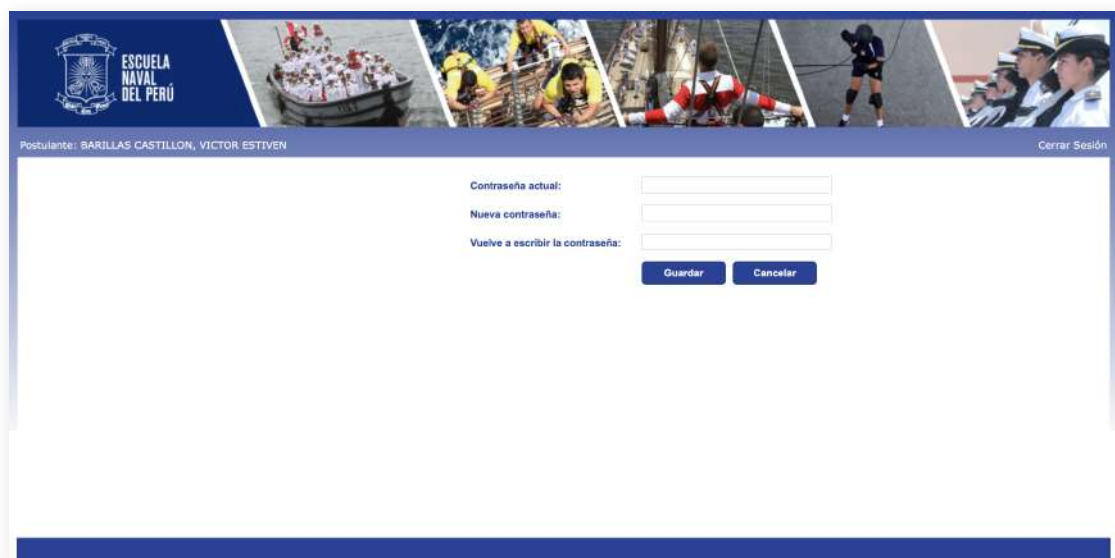 ESCUELA
NAVAL
DEL PERÚ
Postulante: BARILLAS CASTILLON, VICTOR ESTIVEN
Cerrar Sesión
Contraseña actual:
Nueva contraseña:
Vuelve a escribir la contraseña:
Guardar
Cancelar